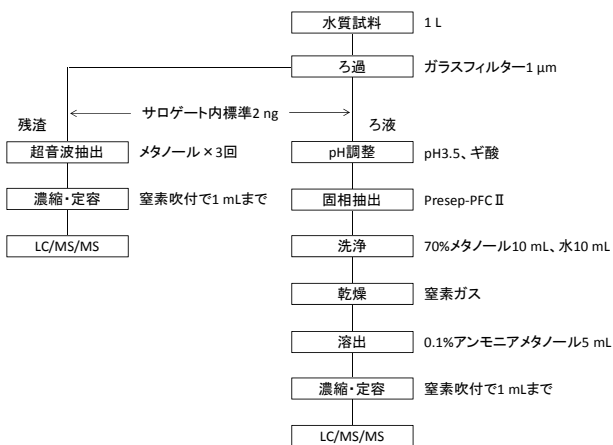 水質試料 1 L
ろ過 ガラスフィルター1 μm
サロゲート内標準2 ng
残渣 ろ液
超音波抽出 メタノール×3回 pH調整 pH3.5、ギ酸
濃縮・定容 窒素吹付で1 mLまで 固相抽出 Presep-PFCⅡ
LC/MS/MS 洗浄 70%メタノール10 mL、水10 mL
乾燥 窒素ガス
溶出 0.1%アンモニアメタノール5 mL
濃縮・定容 窒素吹付で1 mLまで
LC/MS/MS